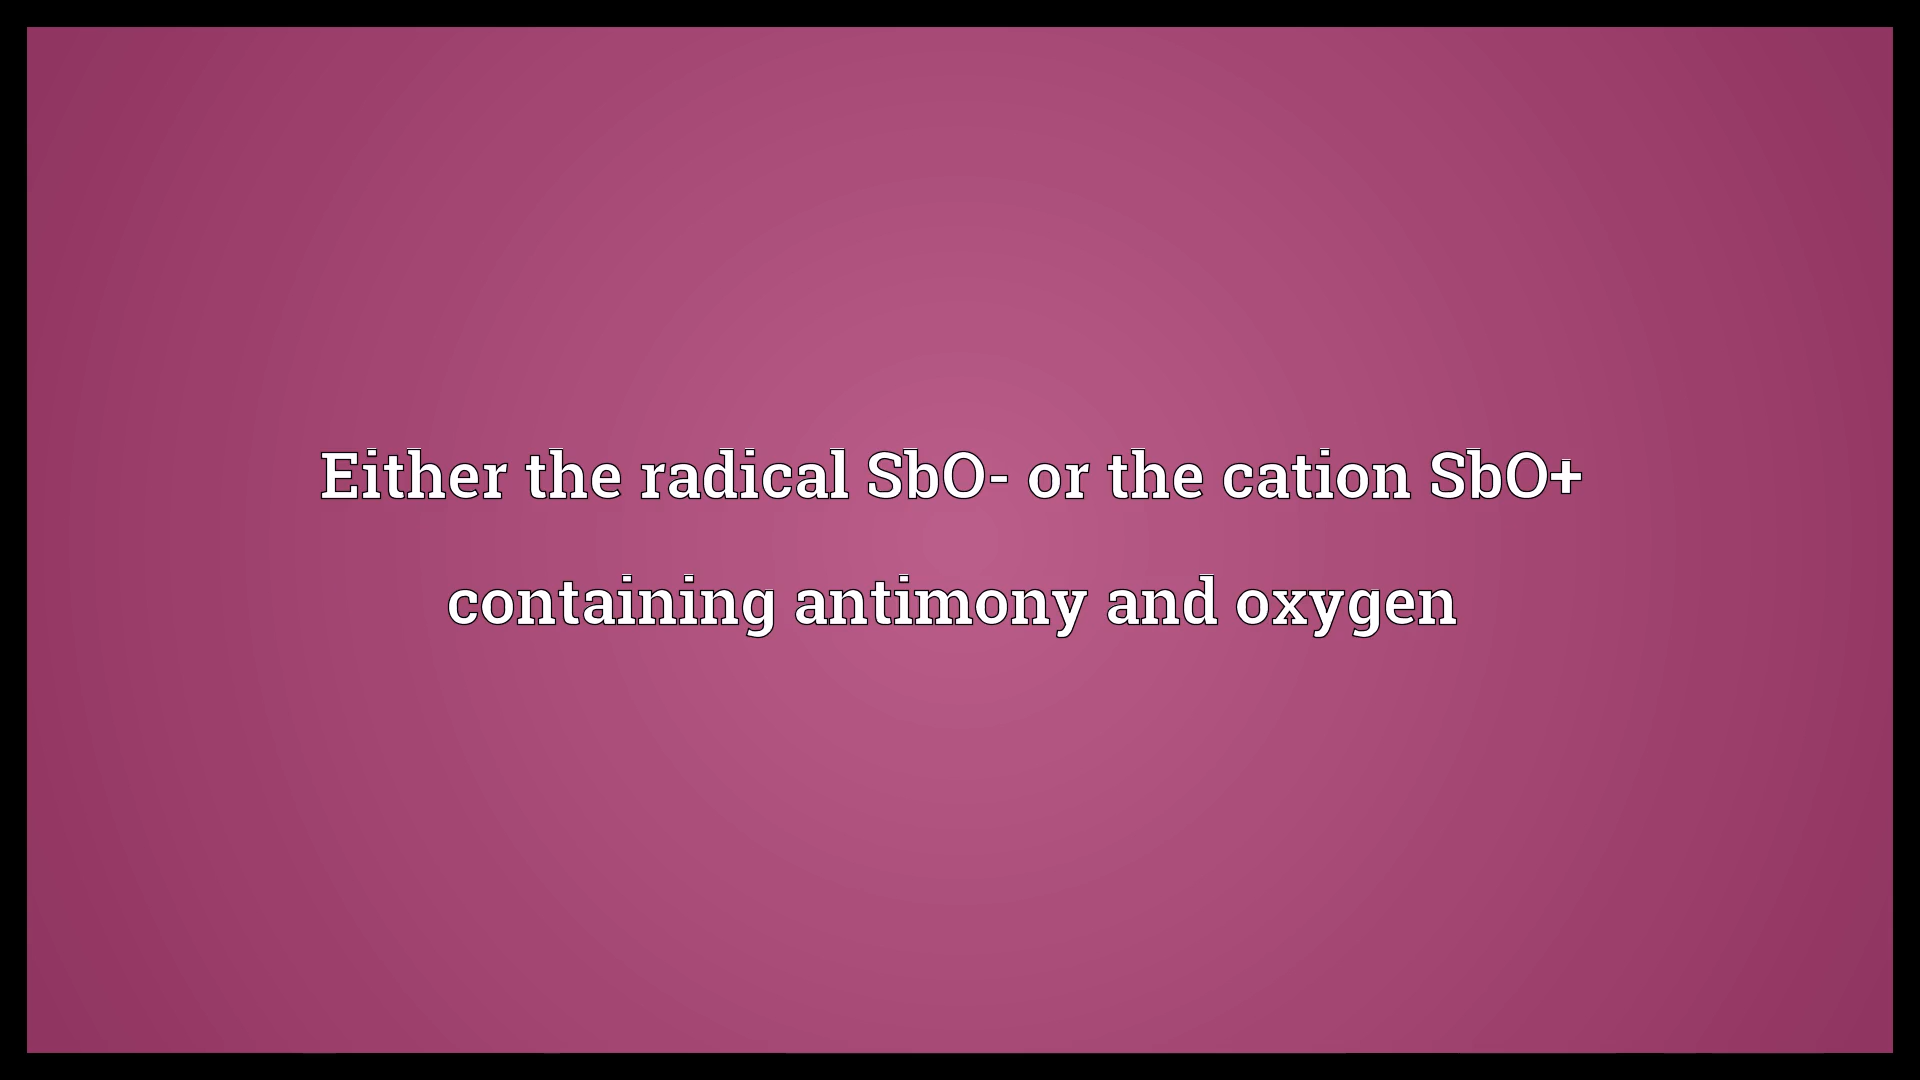 Either the radical SbO- or the cation SbO+
containing antimony and oxygen